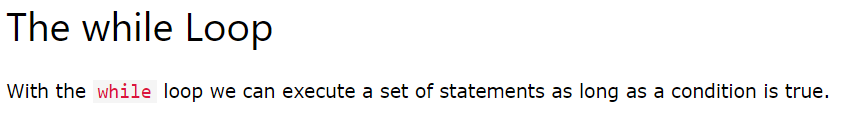 The while Loop
With the while loop we can execute a set of statements as long as a condition is true.